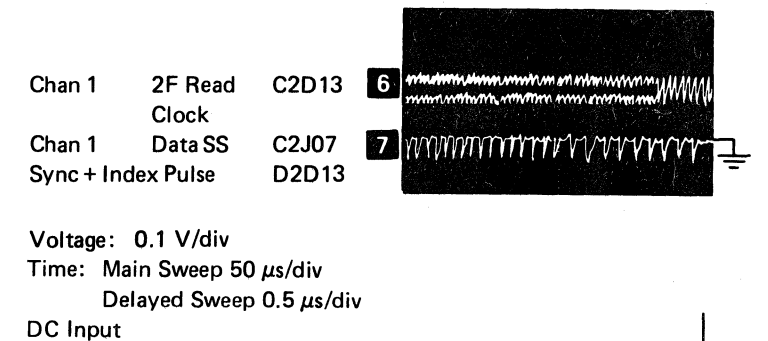 Chan 1 2F Read C2D13 6
Clock
Chan 1 Data SS C2J07 7
Sync + Index Pulse D2D13
Voltage: 0.1 V/div
Time: Main Sweep 50 μs/div
Delayed Sweep 0.5 μs/div
DC Input